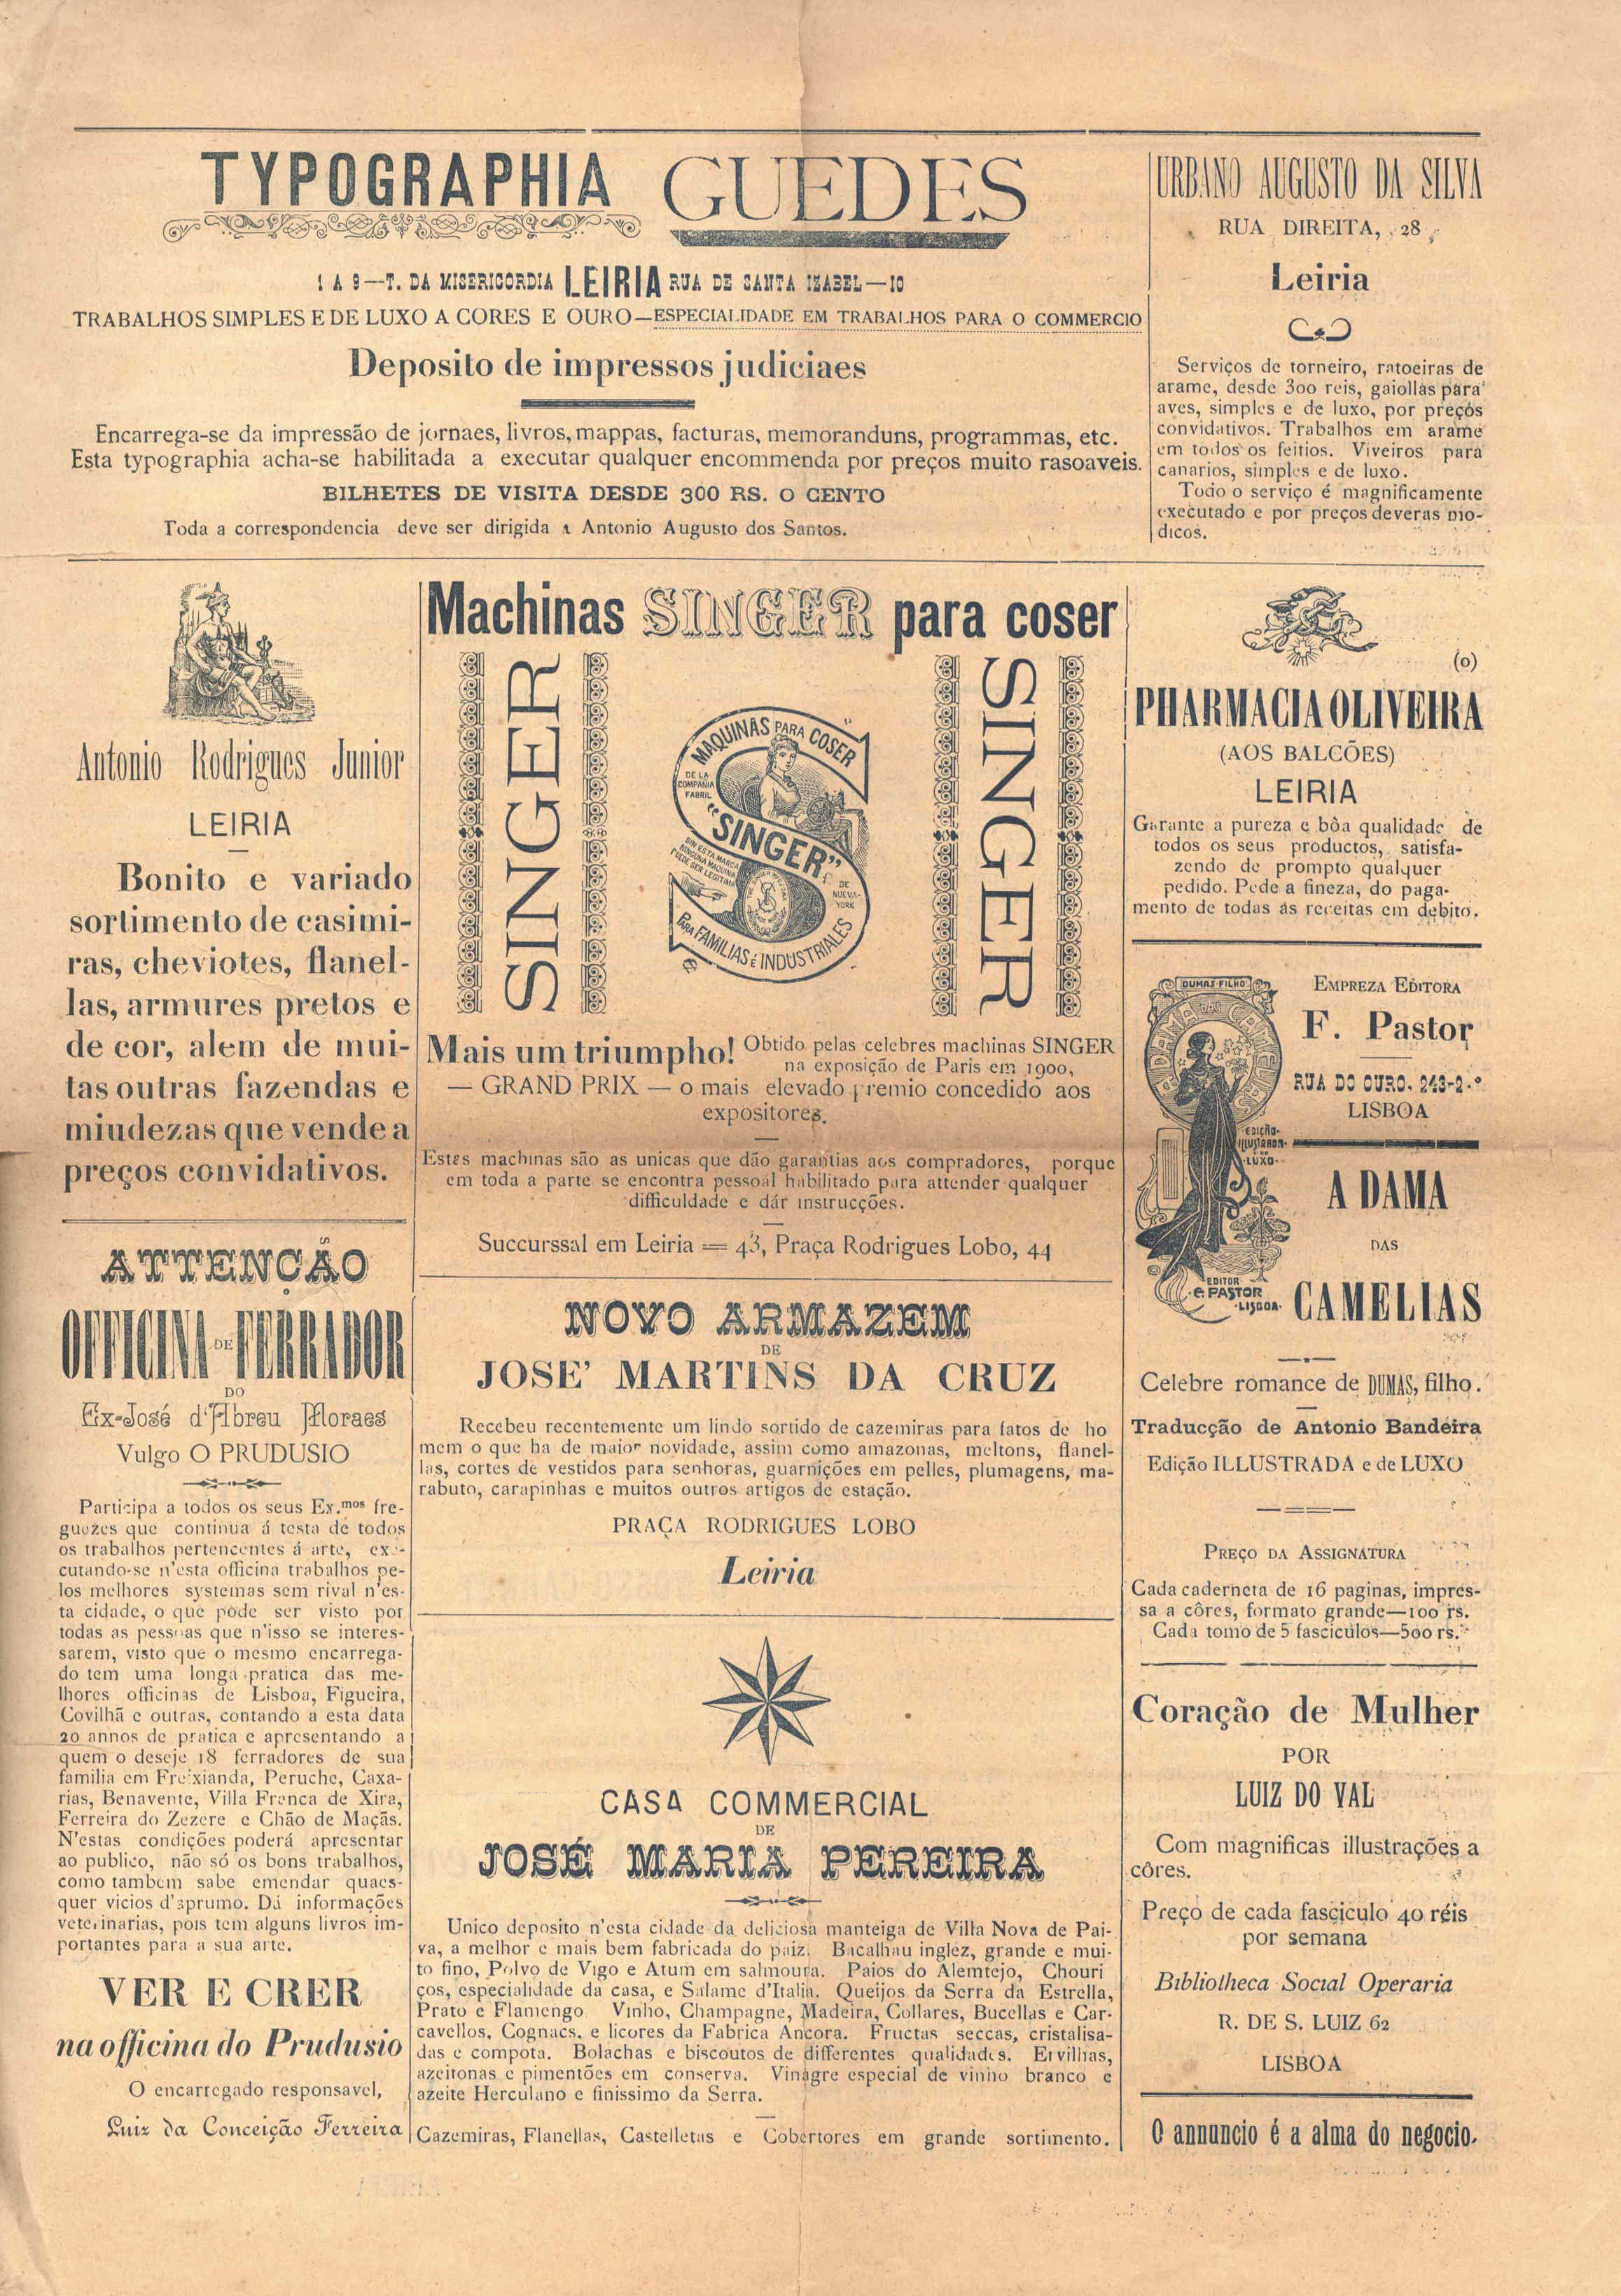 TYPOGRAPHIA GUEDES
1 A 9—T. DA MISERICORDIA LEIRIA RUA DE SANTA IZABEL—10
TRABALHOS SIMPLES E DE LUXO A CORES E OURO—ESPECIALIDADE EM TRABALHOS PARA O COMMERCIO
Deposito de impressos judiciaes
Encarrega-se da impressão de jornaes, livros, mappas, facturas, memoranduns, programmas, etc.
Esta typographia acha-se habilitada a executar qualquer encommenda por preços muito rasoaveis.
BILHETES DE VISITA DESDE 300 RS. O CENTO
Toda a correspondencia deve ser dirigida a Antonio Augusto dos Santos.
URBANO AUGUSTO DA SILVA
RUA DIREITA, 28
Leiria
Serviços de torneiro, ratoeiras de
arame, desde 300 reis, gaiollas para
aves, simples e de luxo, por preços
convidativos. Trabalhos em arame
em todos os feitios. Viveiros para
canarios, simples e de luxo.
Todo o serviço é magnificamente
executado e por preços deveras mo-
dicos.
Antonio Rodrigues Junior
LEIRIA
Bonito e variado
sortimento de casimi-
ras, cheviotes, flanel-
las, armures pretos e
de cor, alem de mui-
tas outras fazendas e
miudezas que vende a
preços convidativos.
ATTENÇÃO
OFFICINA DE FERRADOR
DO
Ex-José d'Abreu Moraes
Vulgo O PRUDUSIO
Participa a todos os seus Ex.mos fre-
guezes que continua á testa de todos
os trabalhos pertencentes á arte, exe-
cutando-se n'esta officina trabalhos pe-
los melhores systemas sem rival n'es-
ta cidade, o que pode ser visto por
todas as pessoas que n'isso se interes-
sarem, visto que o mesmo encarrega-
do tem uma longa pratica das me-
lhores officinas de Lisboa, Figueira,
Covilhã e outras, contando a esta data
20 annos de pratica e apresentando a
quem o deseje 18 ferradores de sua
familia em Freixianda, Peruche, Caxa-
rias, Benavente, Villa Franca de Xira,
Ferreira do Zezere e Chão de Maçãs.
N'estas condições poderá apresentar
ao publico, não só os bons trabalhos,
como tambem sabe emendar quaes-
quer vicios d'aprumo. Dá informações
veterinarias, pois tem alguns livros im-
portantes para a sua arte.
VER E CRER
na officina do Prudusio
O encarregado responsavel,
Luiz da Conceição Ferreira
Machinas SINGER para coser
SINGER
MAQUINAS PARA COSER
DE LA
COMPAÑIA
FABRIL
"SINGER"
SIN ESTA MARCA
NINGUNA MAQUINA
PUEDE SER LEGITIMA
DE
NUEVA-
YORK
PARA FAMILIAS É INDUSTRIALES
SINGER
Mais um triumpho! Obtido pelas celebres machinas SINGER
na exposição de Paris em 1900,
— GRAND PRIX — o mais elevado premio concedido aos
expositores.
Estas machinas são as unicas que dão garantias aos compradores, porque
em toda a parte se encontra pessoal habilitado para attender qualquer
difficuldade e dár instrucções.
Succurssal em Leiria = 43, Praça Rodrigues Lobo, 44
NOVO ARMAZEM
DE
JOSE' MARTINS DA CRUZ
Recebeu recentemente um lindo sortido de cazemiras para fatos de ho
mem o que ha de maior novidade, assim como amazonas, meltons, flanel-
las, cortes de vestidos para senhoras, guarnições em pelles, plumagens, ma-
rabuto, carapinhas e muitos outros artigos de estação.
PRAÇA RODRIGUES LOBO
Leiria
CASA COMMERCIAL
DE
JOSÉ MARIA PEREIRA
Unico deposito n'esta cidade da deliciosa manteiga de Villa Nova de Pai-
va, a melhor e mais bem fabricada do paiz. Bacalhau inglez, grande e mui-
to fino, Polvo de Vigo e Atum em salmoura. Paios do Alemtejo, Chouri
ços, especialidade da casa, e Salame d'Italia. Queijos da Serra da Estrella,
Prato e Flamengo. Vinho, Champagne, Madeira, Collares, Bucellas e Car-
cavellos, Cognacs, e licores da Fabrica Ancora. Fructas seccas, cristalisa-
das e compota. Bolachas e biscoutos de differentes qualidades. Ervilhas,
azeitonas e pimentões em conserva. Vinagre especial de vinho branco e
azeite Herculano e finissimo da Serra.
Cazemiras, Flanellas, Castelletas e Cobertores em grande sortimento.
(o)
PHARMACIA OLIVEIRA
(AOS BALCÕES)
LEIRIA
Garante a pureza e bôa qualidade de
todos os seus productos, satisfa-
zendo de prompto qualquer
pedido. Pede a fineza, do paga-
mento de todas as receitas em debito.
DUMAS FILHO
A DAMA DAS CAMELIAS
EDIÇÃO
ILLUSTRADA
LUXO
EDITOR
PASTOR
LISBOA
EMPREZA EDITORA
F. Pastor
RUA DO OURO. 243-2.º
LISBOA
A DAMA
DAS
CAMELIAS
Celebre romance de DUMAS, filho.
Traducção de Antonio Bandeira
Edição ILLUSTRADA e de LUXO
PREÇO DA ASSIGNATURA
Cada caderneta de 16 paginas, impres-
sa a côres, formato grande—100 rs.
Cada tomo de 5 fasciculos—500 rs.
Coração de Mulher
POR
LUIZ DO VAL
Com magnificas illustrações a
côres.
Preço de cada fasciculo 40 réis
por semana
Bibliotheca Social Operaria
R. DE S. LUIZ 62
LISBOA
O annuncio é a alma do negocio.